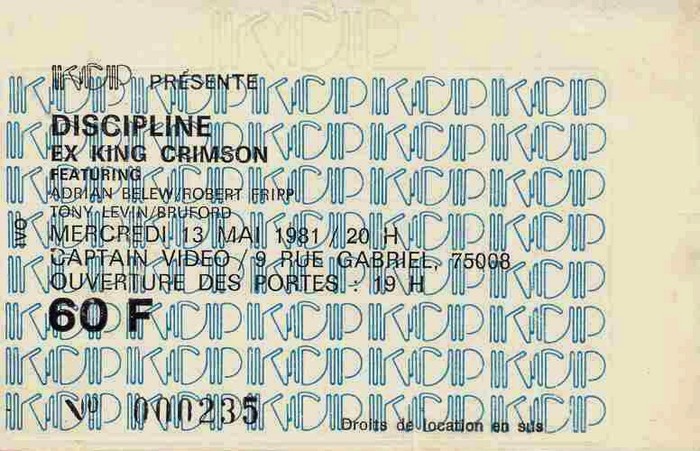 KCP PRÉSENTE
DISCIPLINE
EX KING CRIMSON
FEATURING
ADRIAN BELEW/ROBERT FRIPP
TONY LEVIN/BRUFORD
MERCREDI 13 MAI 1981 / 20 H
CAPTAIN VIDEO / 9 RUE GABRIEL, 75008
OUVERTURE DES PORTES : 19 H
60 F
N° 000235
Droits de location en sus